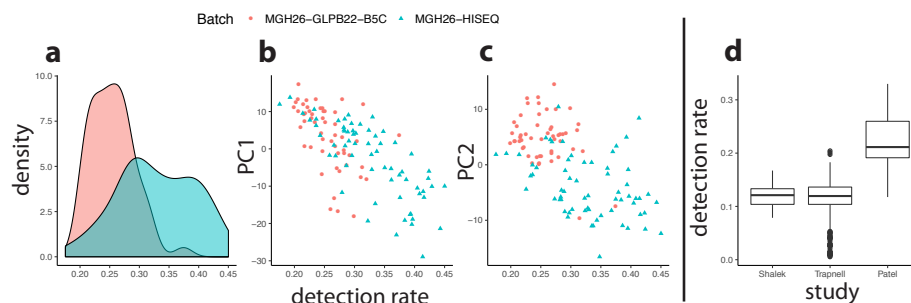 Batch MGH26-GLPB22-B5C MGH26-HISEQ
a
density
10.0
7.5
5.0
2.5
0.0
0.20 0.25 0.30 0.35 0.40 0.45
b
PC1
10
0
-10
-20
-30
0.20 0.25 0.30 0.35 0.40 0.45
detection rate
c
PC2
10
0
-10
0.20 0.25 0.30 0.35 0.40 0.45
d
detection rate
0.3
0.2
0.1
0.0
Shalek Trapnell Patel
study